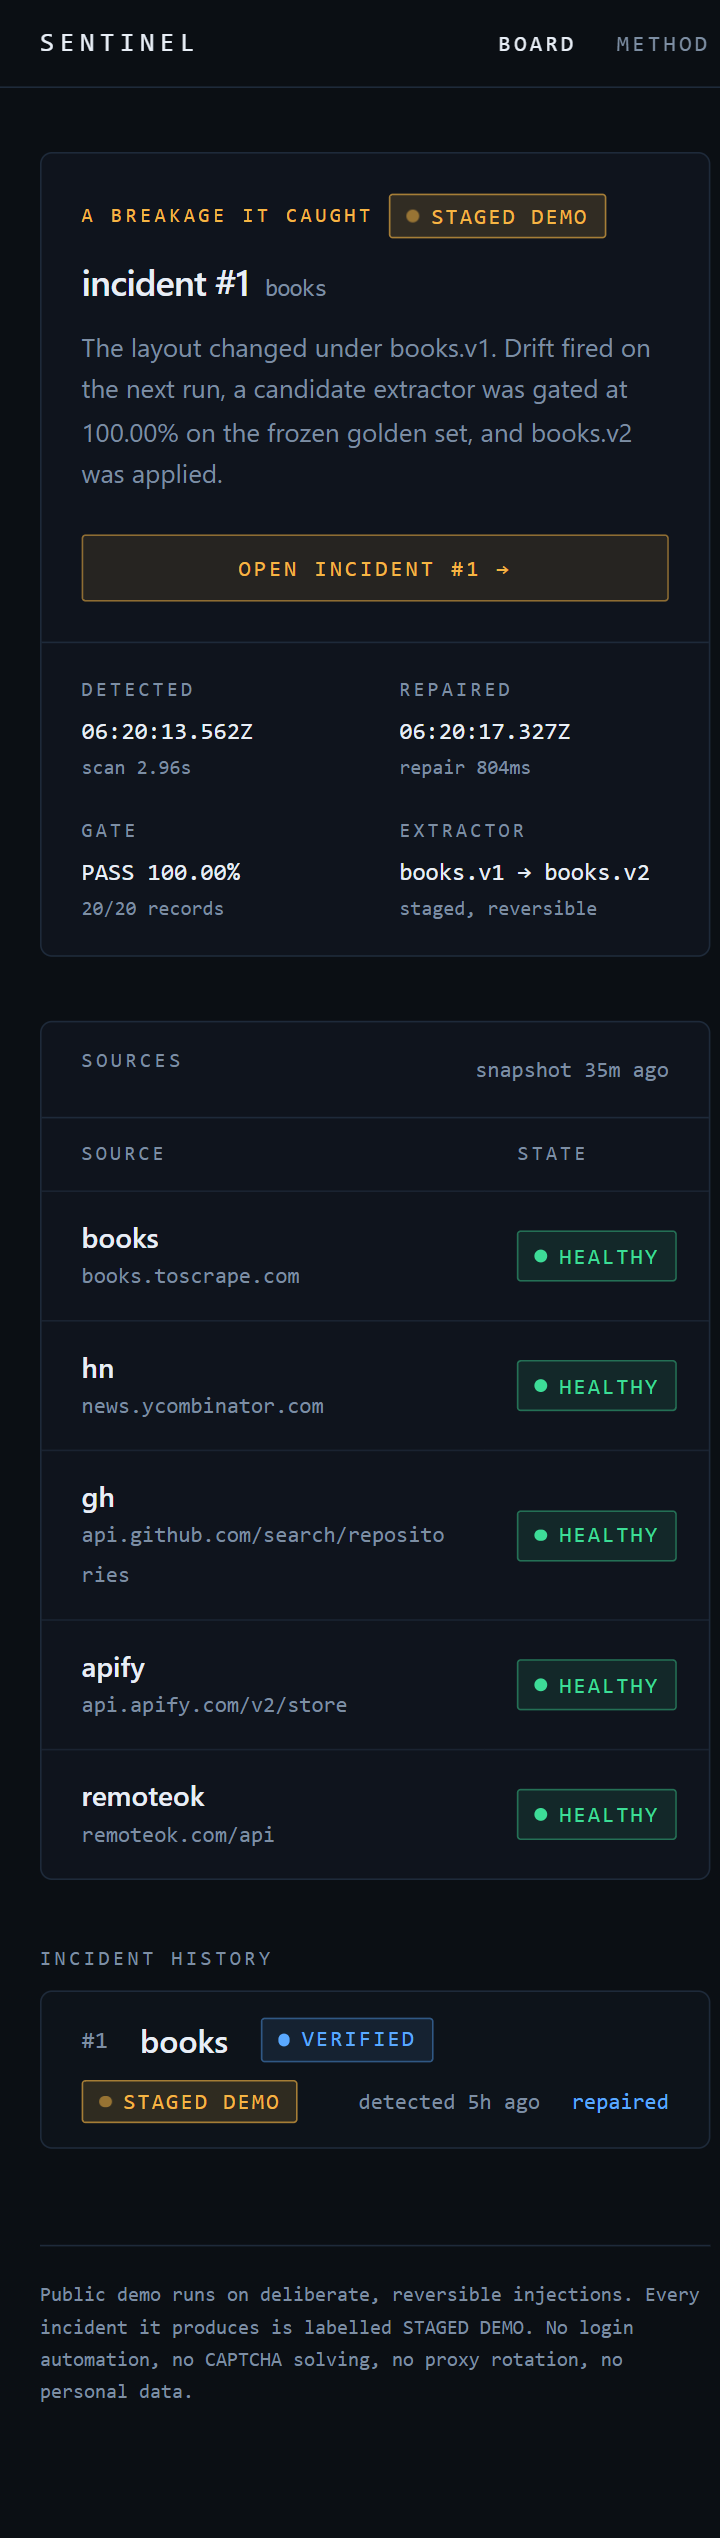 SENTINEL BOARD METHOD
A BREAKAGE IT CAUGHT STAGED DEMO
incident #1 books
The layout changed under books.v1. Drift fired on
the next run, a candidate extractor was gated at
100.00% on the frozen golden set, and books.v2
was applied.
OPEN INCIDENT #1 →
DETECTED REPAIRED
06:20:13.562Z 06:20:17.327Z
scan 2.96s repair 804ms
GATE EXTRACTOR
PASS 100.00% books.v1 → books.v2
20/20 records staged, reversible
SOURCES snapshot 35m ago
SOURCE STATE
books HEALTHY
books.toscrape.com
hn HEALTHY
news.ycombinator.com
gh HEALTHY
api.github.com/search/reposito
ries
apify HEALTHY
api.apify.com/v2/store
remoteok HEALTHY
remoteok.com/api
INCIDENT HISTORY
#1 books VERIFIED
STAGED DEMO detected 5h ago repaired
Public demo runs on deliberate, reversible injections. Every
incident it produces is labelled STAGED DEMO. No login
automation, no CAPTCHA solving, no proxy rotation, no
personal data.